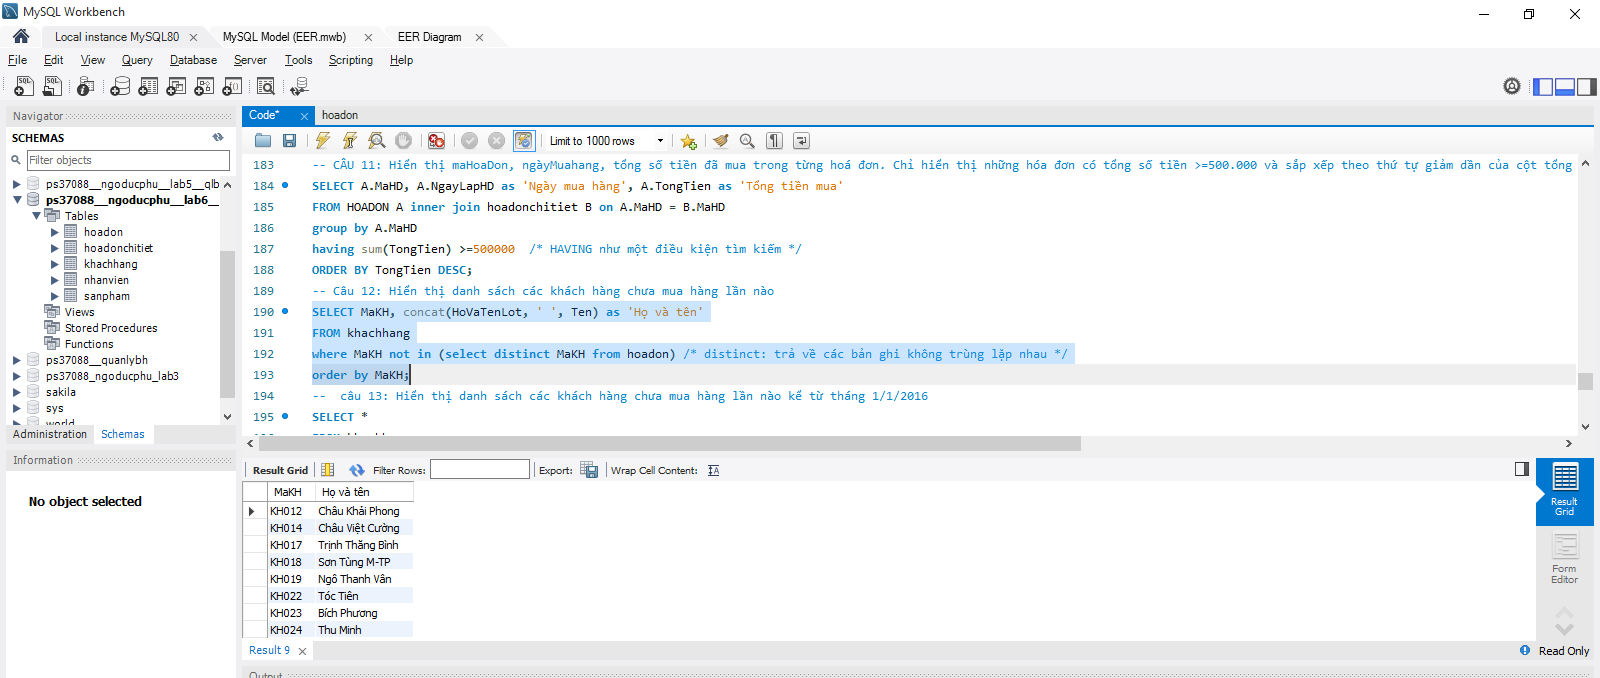 MySQL Workbench
Local instance MySQL80 MySQL Model (EER.mwb) EER Diagram
File Edit View Query Database Server Tools Scripting Help
Navigator
SCHEMAS
Filter objects
ps37088__ngoducphu__lab5__qlb
ps37088__ngoducphu__lab6__
Tables
hoadon
hoadonchitiet
khachhang
nhanvien
sanpham
Views
Stored Procedures
Functions
ps37088__quanlybh
ps37088_ngoducphu_lab3
sakila
sys
world
Administration Schemas
Information
No object selected
Code* hoadon
Limit to 1000 rows
183 -- CÂU 11: Hiển thị maHoaDon, ngàyMuahang, tổng số tiền đã mua trong từng hoá đơn. Chỉ hiển thị những hóa đơn có tổng số tiền >=500.000 và sắp xếp theo thứ tự giảm dần của cột tổng
184 SELECT A.MaHD, A.NgayLapHD as 'Ngày mua hàng', A.TongTien as 'Tổng tiền mua'
185 FROM HOADON A inner join hoadonchitiet B on A.MaHD = B.MaHD
186 group by A.MaHD
187 having sum(TongTien) >=500000 /* HAVING như một điều kiện tìm kiếm */
188 ORDER BY TongTien DESC;
189 -- Câu 12: Hiển thị danh sách các khách hàng chưa mua hàng lần nào
190 SELECT MaKH, concat(HoVaTenLot, ' ', Ten) as 'Họ và tên'
191 FROM khachhang
192 where MaKH not in (select distinct MaKH from hoadon) /* distinct: trả về các bản ghi không trùng lặp nhau */
193 order by MaKH;
194 -- câu 13: Hiển thị danh sách các khách hàng chưa mua hàng lần nào kể từ tháng 1/1/2016
195 SELECT *
Result Grid Filter Rows: Export: Wrap Cell Content:
MaKH Họ và tên
KH012 Châu Khải Phong
KH014 Châu Việt Cường
KH017 Trịnh Thăng Bình
KH018 Sơn Tùng M-TP
KH019 Ngô Thanh Vân
KH022 Tóc Tiên
KH023 Bích Phương
KH024 Thu Minh
Result Grid
Form Editor
Result 9
Read Only
Output